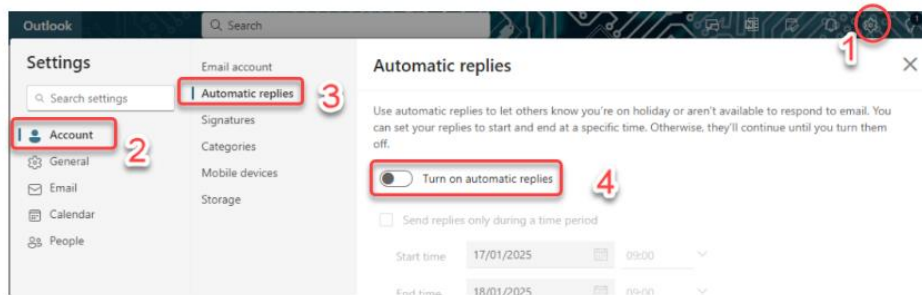 Outlook
Search
1
Settings
Search settings
Account
2
General
Email
Calendar
People
Email account
Automatic replies
3
Signatures
Categories
Mobile devices
Storage
Automatic replies
Use automatic replies to let others know you're on holiday or aren't available to respond to email. You
can set your replies to start and end at a specific time. Otherwise, they'll continue until you turn them
off.
Turn on automatic replies
4
Send replies only during a time period
Start time 17/01/2025 09:00
End time 18/01/2025 09:00